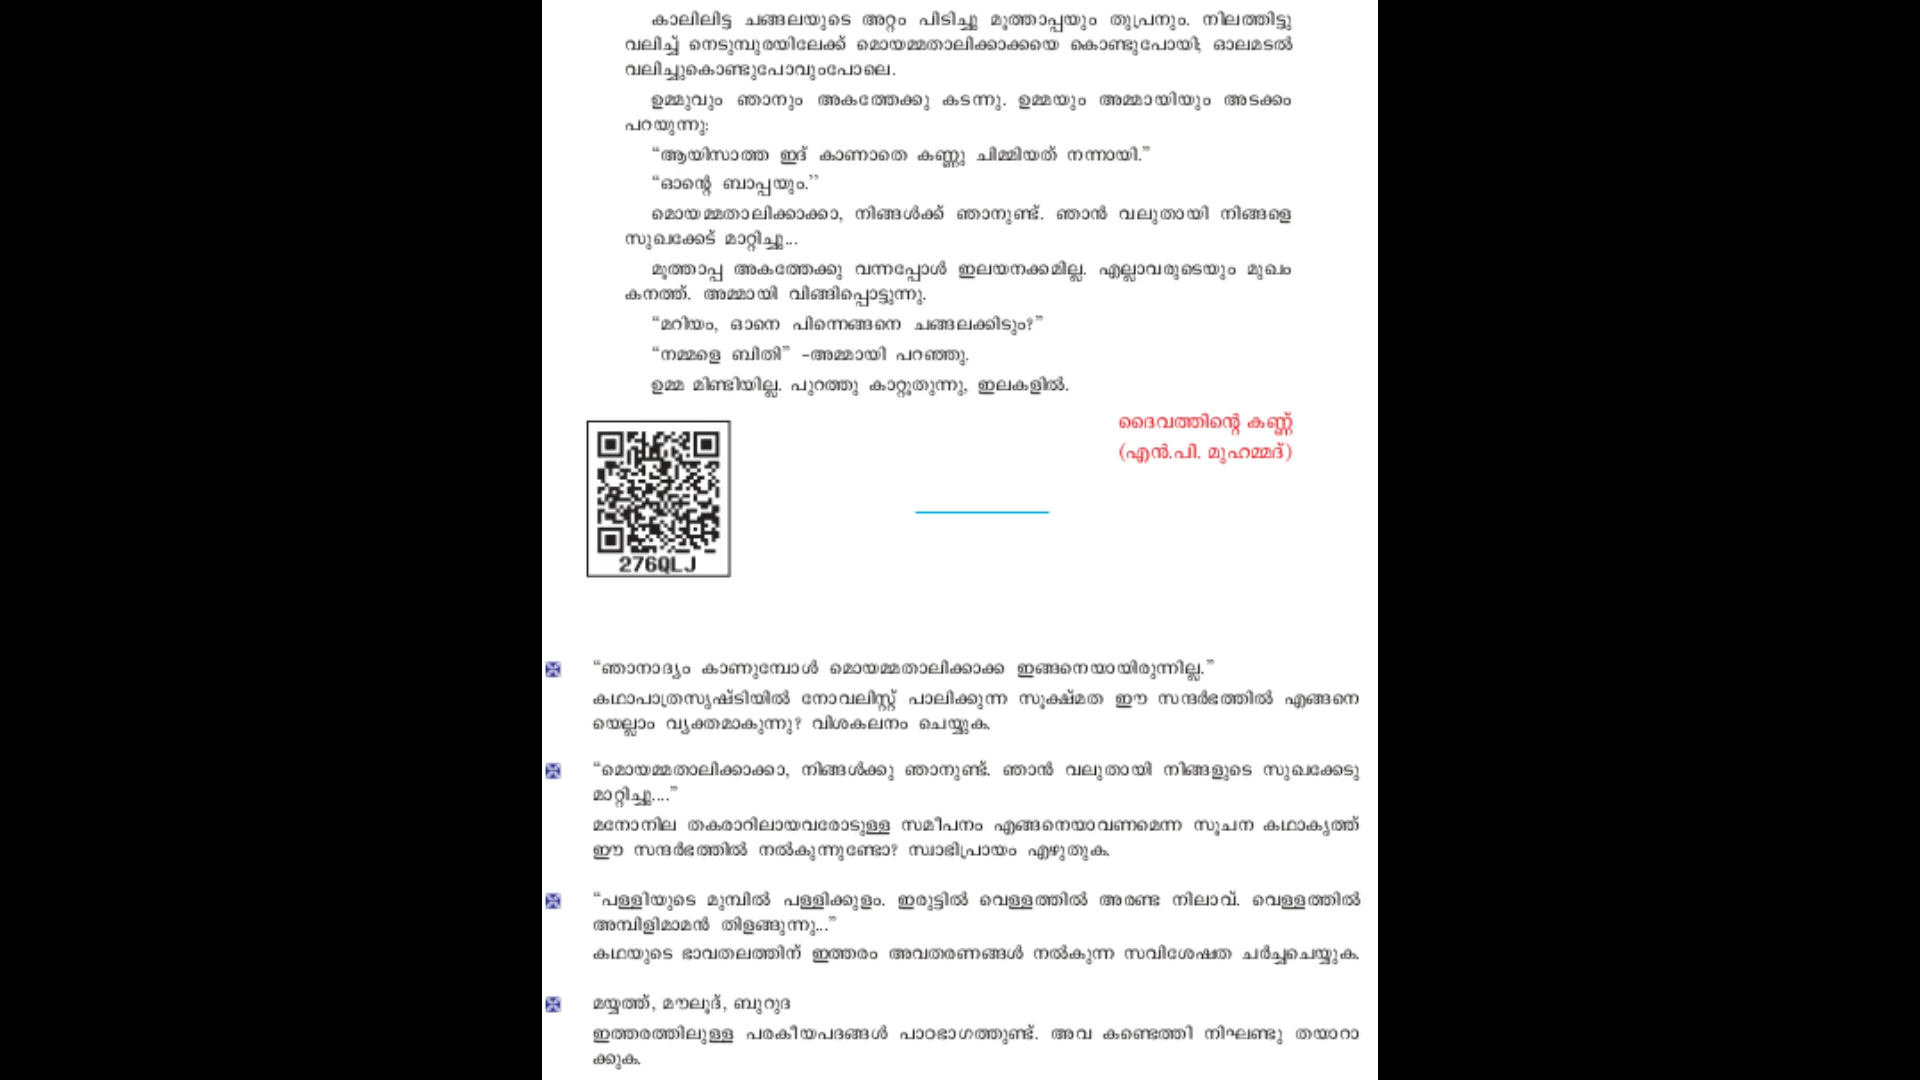 കാലിലിട്ട ചങ്ങലയുടെ അറ്റം പിടിച്ചു മൂത്താപ്പയും തുപ്രനും. നിലത്തിട്ടു
വലിച്ച് നെടുമ്പുരയിലേക്ക് മൊയമ്മതാലിക്കാക്കയെ കൊണ്ടുപോയി; ഓലമടൽ
വലിച്ചുകൊണ്ടുപോവുംപോലെ.
ഉമ്മുവും ഞാനും അകത്തേക്കു കടന്നു. ഉമ്മയും അമ്മായിയും അടക്കം
പറയുന്നു:
“ആയിസാത്ത ഇദ് കാണാതെ കണ്ണു ചിമ്മിയത് നന്നായി.”
“ഓന്റെ ബാപ്പയും.’’
മൊയമ്മതാലിക്കാക്കാ, നിങ്ങൾക്ക് ഞാനുണ്ട്. ഞാൻ വലുതായി നിങ്ങളെ
സുഖക്കേട് മാറ്റിച്ചു...
മൂത്താപ്പ അകത്തേക്കു വന്നപ്പോൾ ഇലയനക്കമില്ല. എല്ലാവരുടെയും മുഖം
കനത്ത്. അമ്മായി വിങ്ങിപ്പൊട്ടുന്നു.
“മറിയം, ഓനെ പിന്നെങ്ങനെ ചങ്ങലക്കിടും?”
“നമ്മളെ ബിതി” -അമ്മായി പറഞ്ഞു.
ഉമ്മ മിണ്ടിയില്ല. പുറത്തു കാറ്റൂതുന്നു, ഇലകളിൽ.
ദൈവത്തിന്റെ കണ്ണ്
(എൻ.പി. മുഹമ്മദ്)
276QLJ
“ഞാനാദ്യം കാണുമ്പോൾ മൊയമ്മതാലിക്കാക്ക ഇങ്ങനെയായിരുന്നില്ല.”
കഥാപാത്രസൃഷ്ടിയിൽ നോവലിസ്റ്റ് പാലിക്കുന്ന സൂക്ഷ്മത ഈ സന്ദർഭത്തിൽ എങ്ങനെ
യെല്ലാം വ്യക്തമാകുന്നു? വിശകലനം ചെയ്യുക.
“മൊയമ്മതാലിക്കാക്കാ, നിങ്ങൾക്കു ഞാനുണ്ട്. ഞാൻ വലുതായി നിങ്ങളുടെ സുഖക്കേടു
മാറ്റിച്ചു....”
മനോനില തകരാറിലായവരോടുള്ള സമീപനം എങ്ങനെയാവണമെന്ന സൂചന കഥാകൃത്ത്
ഈ സന്ദർഭത്തിൽ നൽകുന്നുണ്ടോ? സ്വാഭിപ്രായം എഴുതുക.
“പള്ളിയുടെ മുമ്പിൽ പള്ളിക്കുളം. ഇരുട്ടിൽ വെള്ളത്തിൽ അരണ്ട നിലാവ്. വെള്ളത്തിൽ
അമ്പിളിമാമൻ തിളങ്ങുന്നു...”
കഥയുടെ ഭാവതലത്തിന് ഇത്തരം അവതരണങ്ങൾ നൽകുന്ന സവിശേഷത ചർച്ചചെയ്യുക.
മയ്യത്ത്, മൗലൂദ്, ബുറുദ
ഇത്തരത്തിലുള്ള പരകീയപദങ്ങൾ പാഠഭാഗത്തുണ്ട്. അവ കണ്ടെത്തി നിഘണ്ടു തയാറാ
ക്കുക.